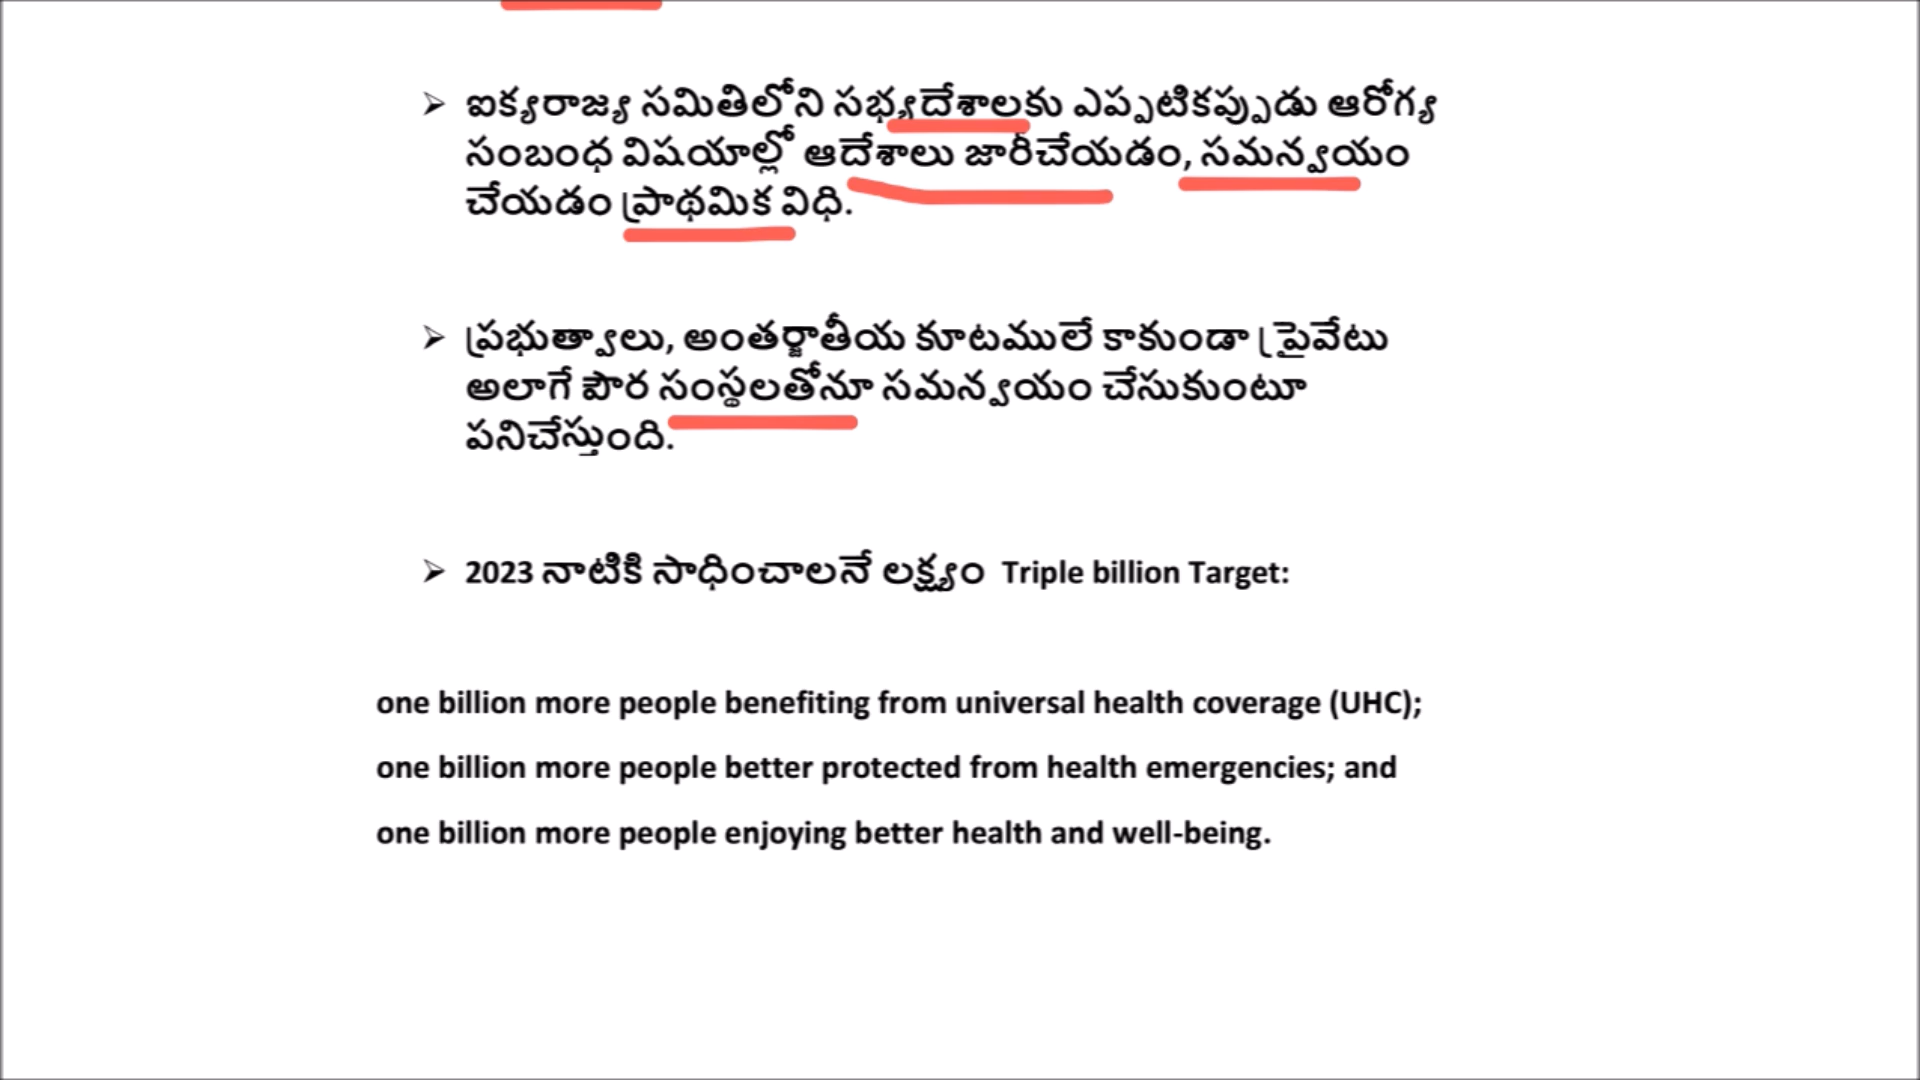 ➢ ఐక్యరాజ్య సమితిలోని సభ్యదేశాలకు ఎప్పటికప్పుడు ఆరోగ్య
సంబంధ విషయాల్లో ఆదేశాలు జారీచేయడం, సమన్వయం
చేయడం ప్రాథమిక విధి.
➢ ప్రభుత్వాలు, అంతర్జాతీయ కూటములే కాకుండా ప్రైవేటు
అలాగే పౌర సంస్థలతోనూ సమన్వయం చేసుకుంటూ
పనిచేస్తుంది.
➢ 2023 నాటికి సాధించాలనే లక్ష్యం Triple billion Target:
one billion more people benefiting from universal health coverage (UHC);
one billion more people better protected from health emergencies; and
one billion more people enjoying better health and well-being.